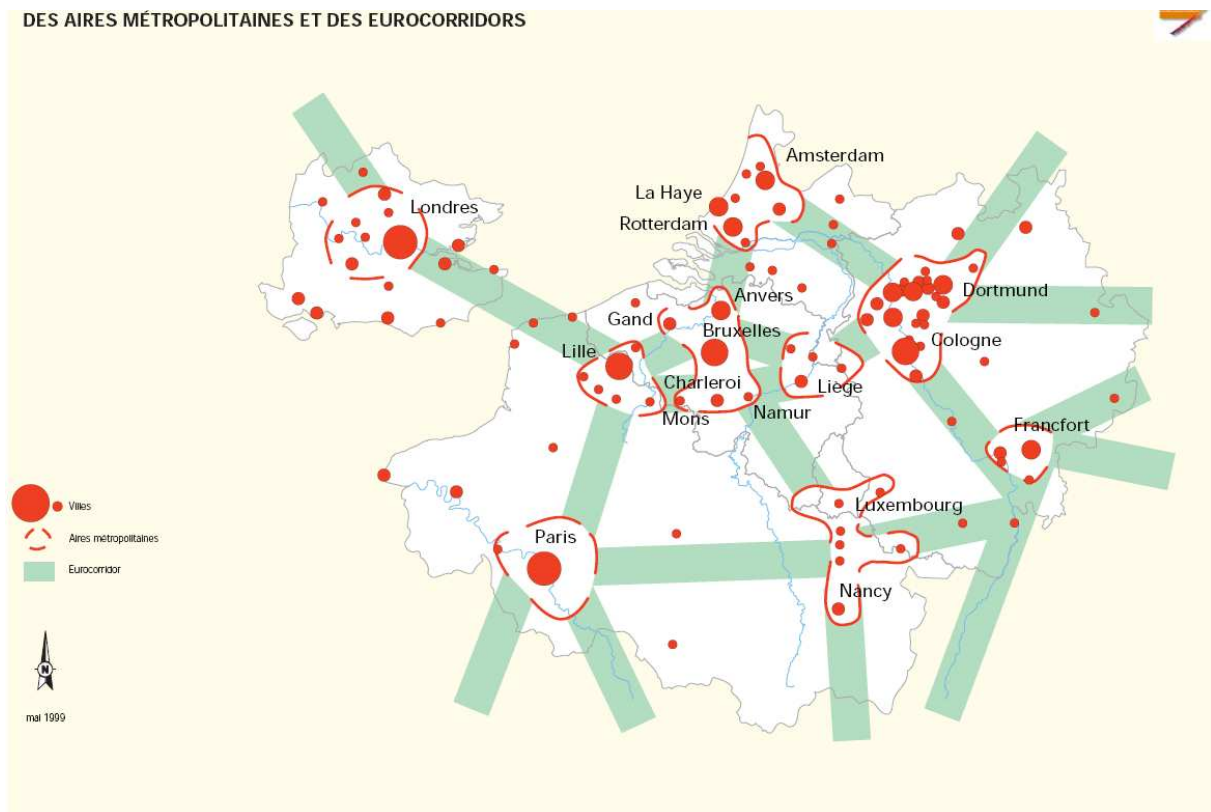 DES AIRES MÉTROPOLITAINES ET DES EUROCORRIDORS
Amsterdam
La Haye
Londres
Rotterdam
Dortmund
Anvers
Gand
Bruxelles
Cologne
Lille
Charleroi
Liège
Mons
Namur
Francfort
Luxembourg
Villes
Aires métropolitaines
Paris
Eurocorridor
Nancy
N
mai 1999